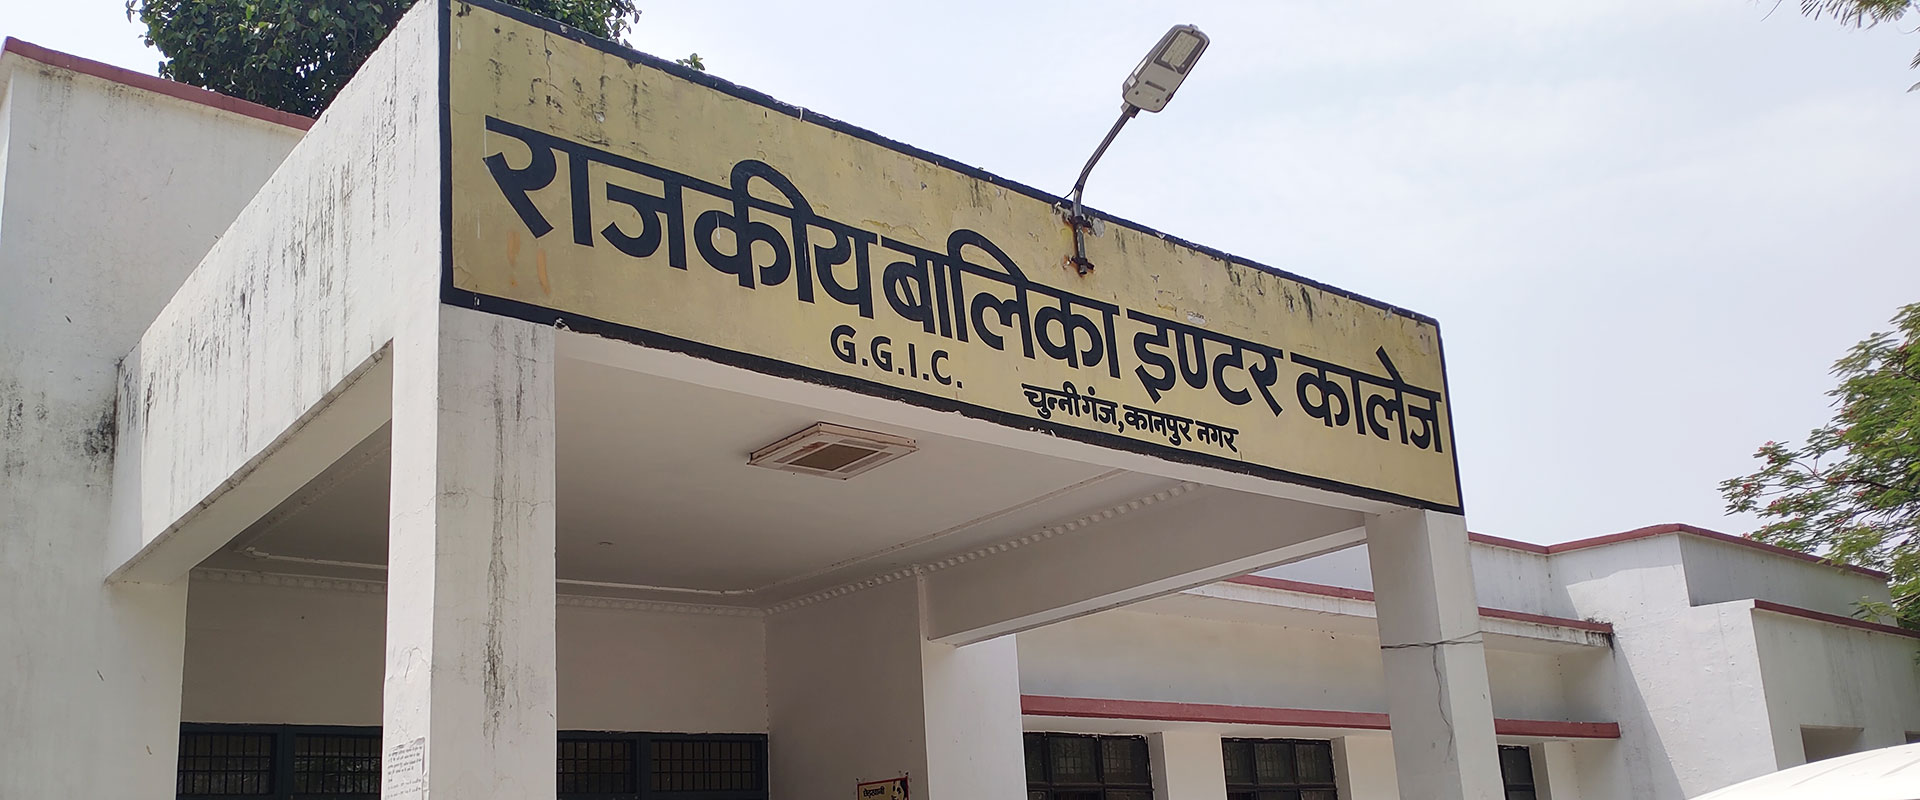 राजकीय बालिका इण्टर कालेज
G.G.I.C.
चुन्नीगंज, कानपुर नगर